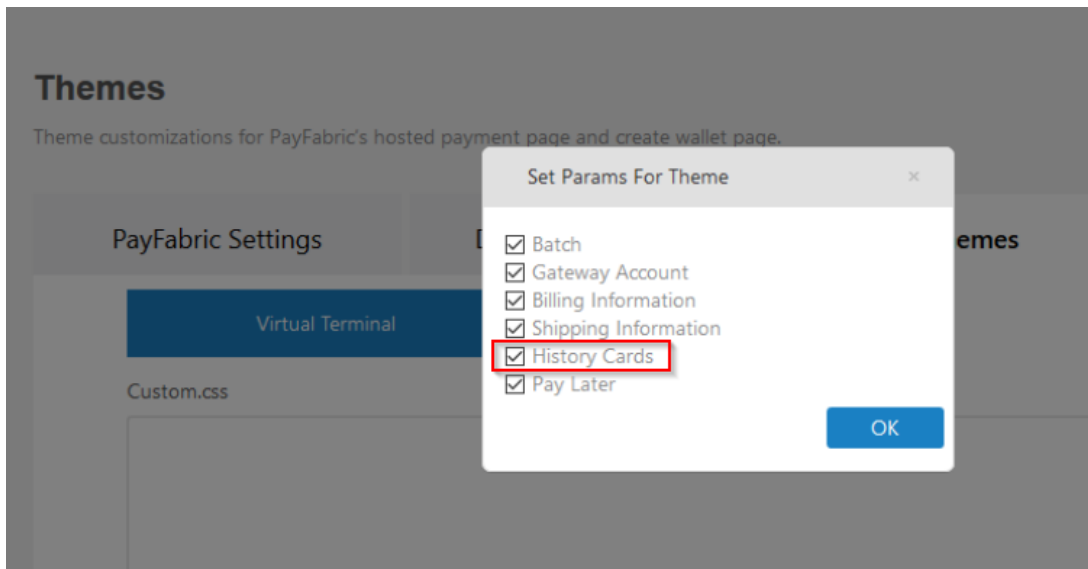 Themes
Theme customizations for PayFabric's hosted payment page and create wallet page.
Set Params For Theme
×
PayFabric Settings
emes
Batch
Gateway Account
Billing Information
Shipping Information
History Cards
Pay Later
OK
Virtual Terminal
Custom.css